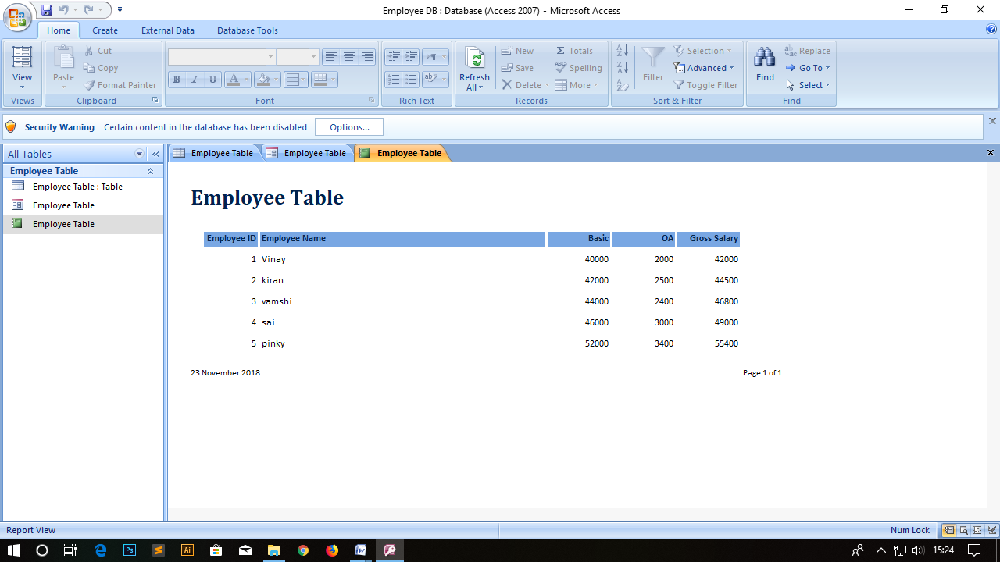 Employee DB : Database (Access 2007) - Microsoft Access
Home Create External Data Database Tools
View
Views
Paste
Cut
Copy
Format Painter
Clipboard
B I U A
Font
Rich Text
Refresh All
New
Save
Delete
Totals
Spelling
More
Records
Filter
Selection
Advanced
Toggle Filter
Sort & Filter
Find
Replace
Go To
Select
Find
Security Warning Certain content in the database has been disabled Options...
All Tables
Employee Table
Employee Table : Table
Employee Table
Employee Table
Employee Table Employee Table Employee Table
Employee Table
Employee ID Employee Name Basic OA Gross Salary
1 Vinay 40000 2000 42000
2 kiran 42000 2500 44500
3 vamshi 44000 2400 46800
4 sai 46000 3000 49000
5 pinky 52000 3400 55400
23 November 2018 Page 1 of 1
Report View Num Lock
Ps Ai 15:24